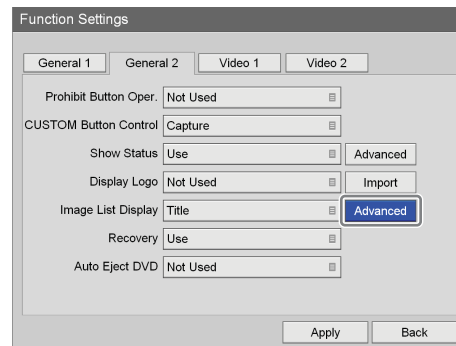 Function Settings
General 1 General 2 Video 1 Video 2
Prohibit Button Oper. Not Used
CUSTOM Button Control Capture
Show Status Use Advanced
Display Logo Not Used Import
Image List Display Title Advanced
Recovery Use
Auto Eject DVD Not Used
Apply Back